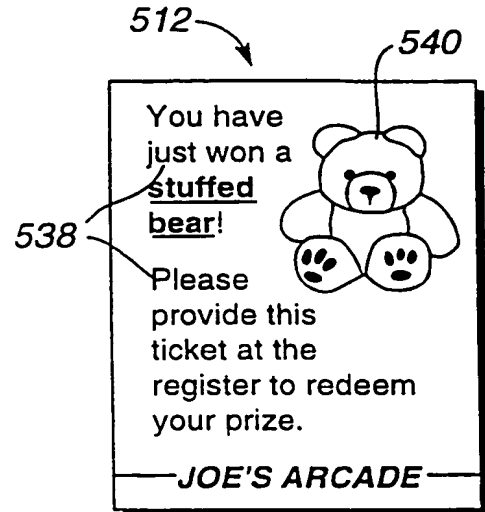 512
540
You have
just won a
stuffed
bear!
538
Please
provide this
ticket at the
register to redeem
your prize.
JOE'S ARCADE